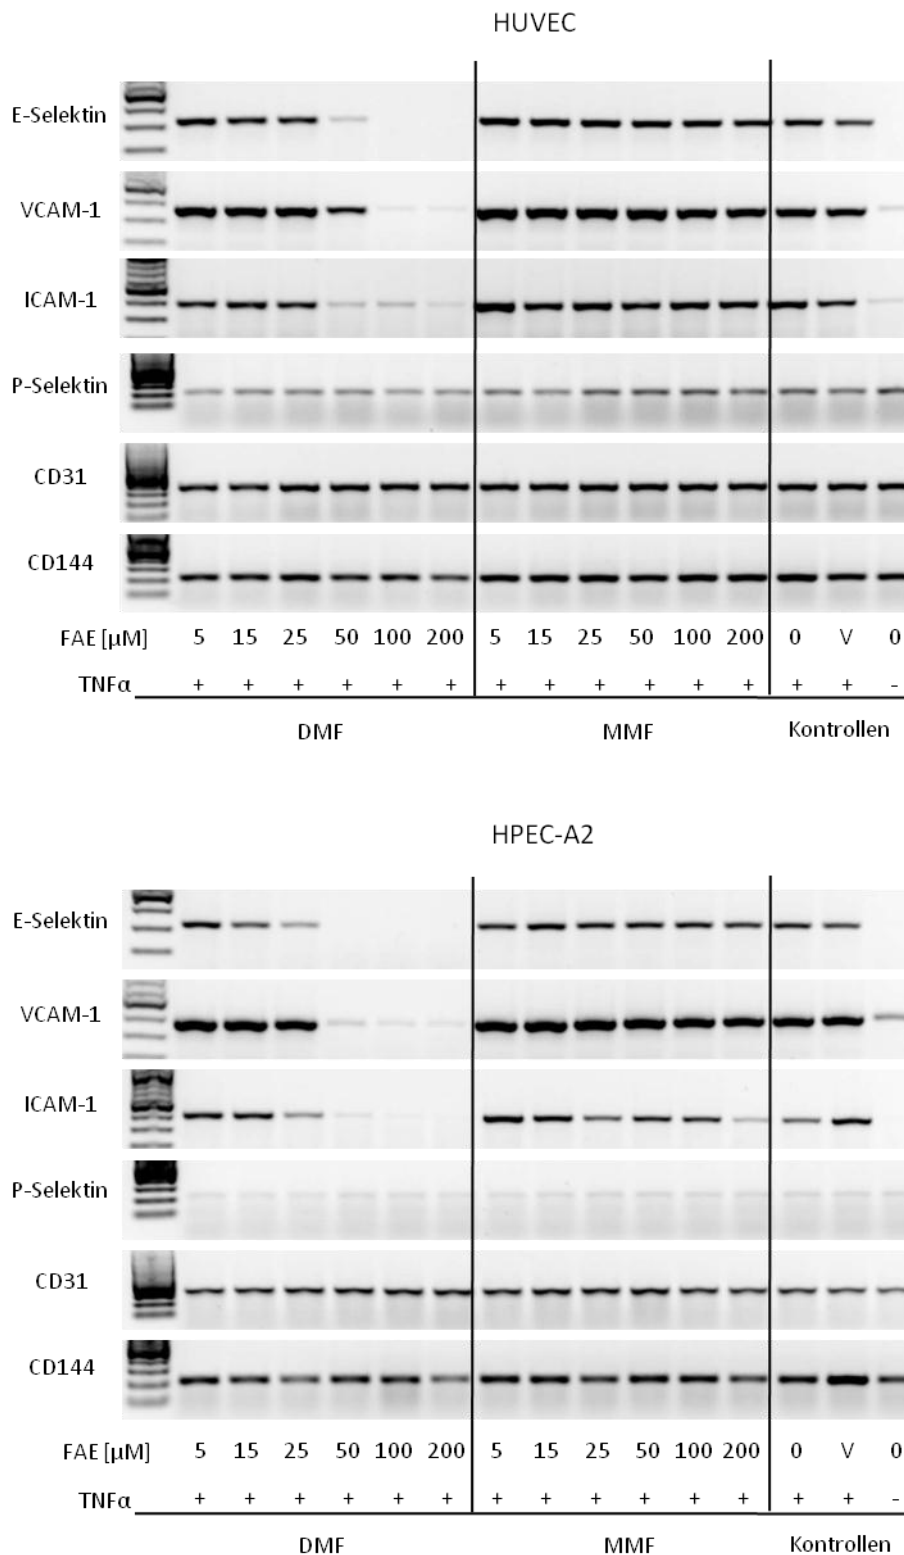 HUVEC
E-Selektin
VCAM-1
ICAM-1
P-Selektin
CD31
CD144
FAE [µM] 5 15 25 50 100 200 5 15 25 50 100 200 0 V 0
TNFα + + + + + + + + + + + + + + -
DMF MMF Kontrollen
HPEC-A2
E-Selektin
VCAM-1
ICAM-1
P-Selektin
CD31
CD144
FAE [µM] 5 15 25 50 100 200 5 15 25 50 100 200 0 V 0
TNFα + + + + + + + + + + + + + + -
DMF MMF Kontrollen